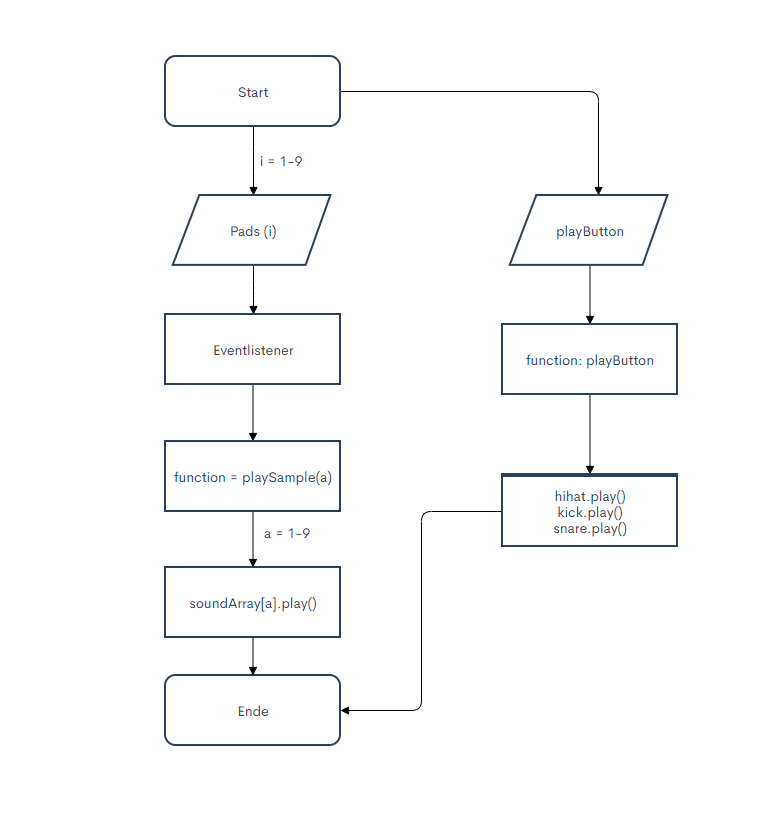 Start
i = 1-9
Pads (i)
playButton
Eventlistener
function: playButton
function = playSample(a)
hihat.play()
kick.play()
snare.play()
a = 1-9
soundArray[a].play()
Ende